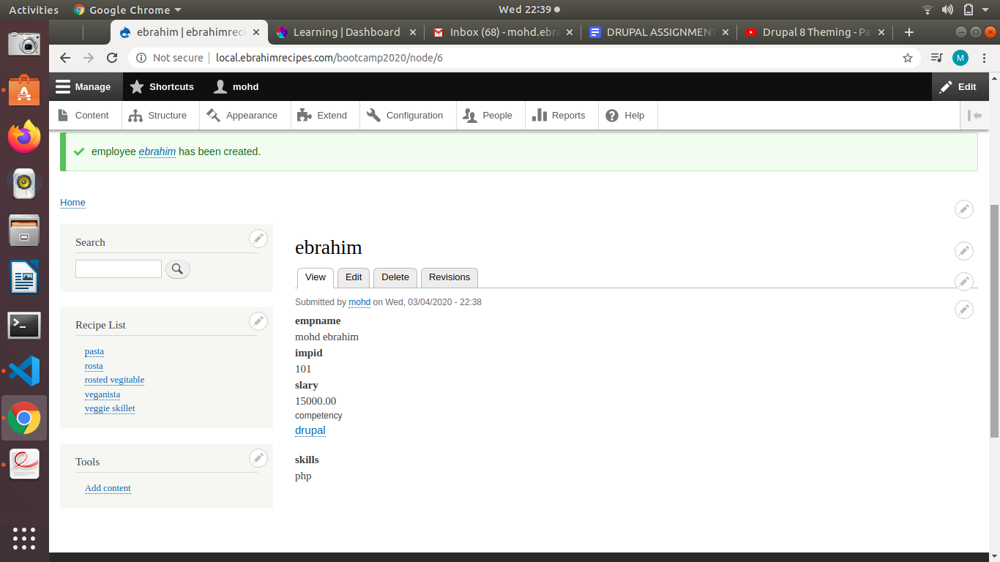 Activities Google Chrome Wed 22:39
ebrahim | ebrahimreci Learning | Dashboard Inbox (68) - mohd.ebra DRUPAL ASSIGNMENT Drupal 8 Theming - Pa
Not secure local.ebrahimrecipes.com/bootcamp2020/node/6 M
Manage Shortcuts mohd Edit
Content Structure Appearance Extend Configuration People Reports Help
employee ebrahim has been created.
Home
Search
Recipe List
pasta
rosta
rosted vegitable
veganista
veggie skillet
Tools
Add content
ebrahim
View Edit Delete Revisions
Submitted by mohd on Wed, 03/04/2020 - 22:38
empname
mohd ebrahim
impid
101
slary
15000.00
competency
drupal
skills
php